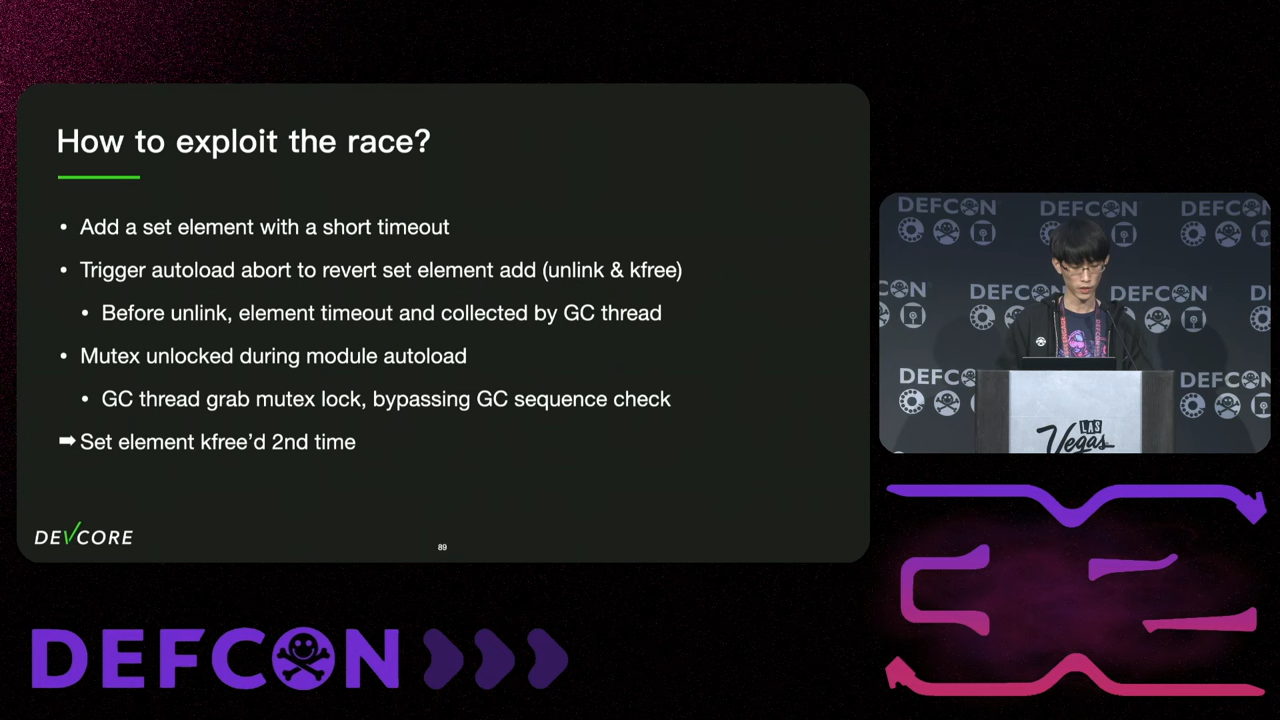 How to exploit the race?
• Add a set element with a short timeout
• Trigger autoload abort to revert set element add (unlink & kfree)
• Before unlink, element timeout and collected by GC thread
• Mutex unlocked during module autoload
• GC thread grab mutex lock, bypassing GC sequence check
➡ Set element kfree’d 2nd time
DEVCORE
89
DEFCON
DEFCON DEFCON DEFCON
DEFCON DEFCON
DEFCON
LAS
Vegas